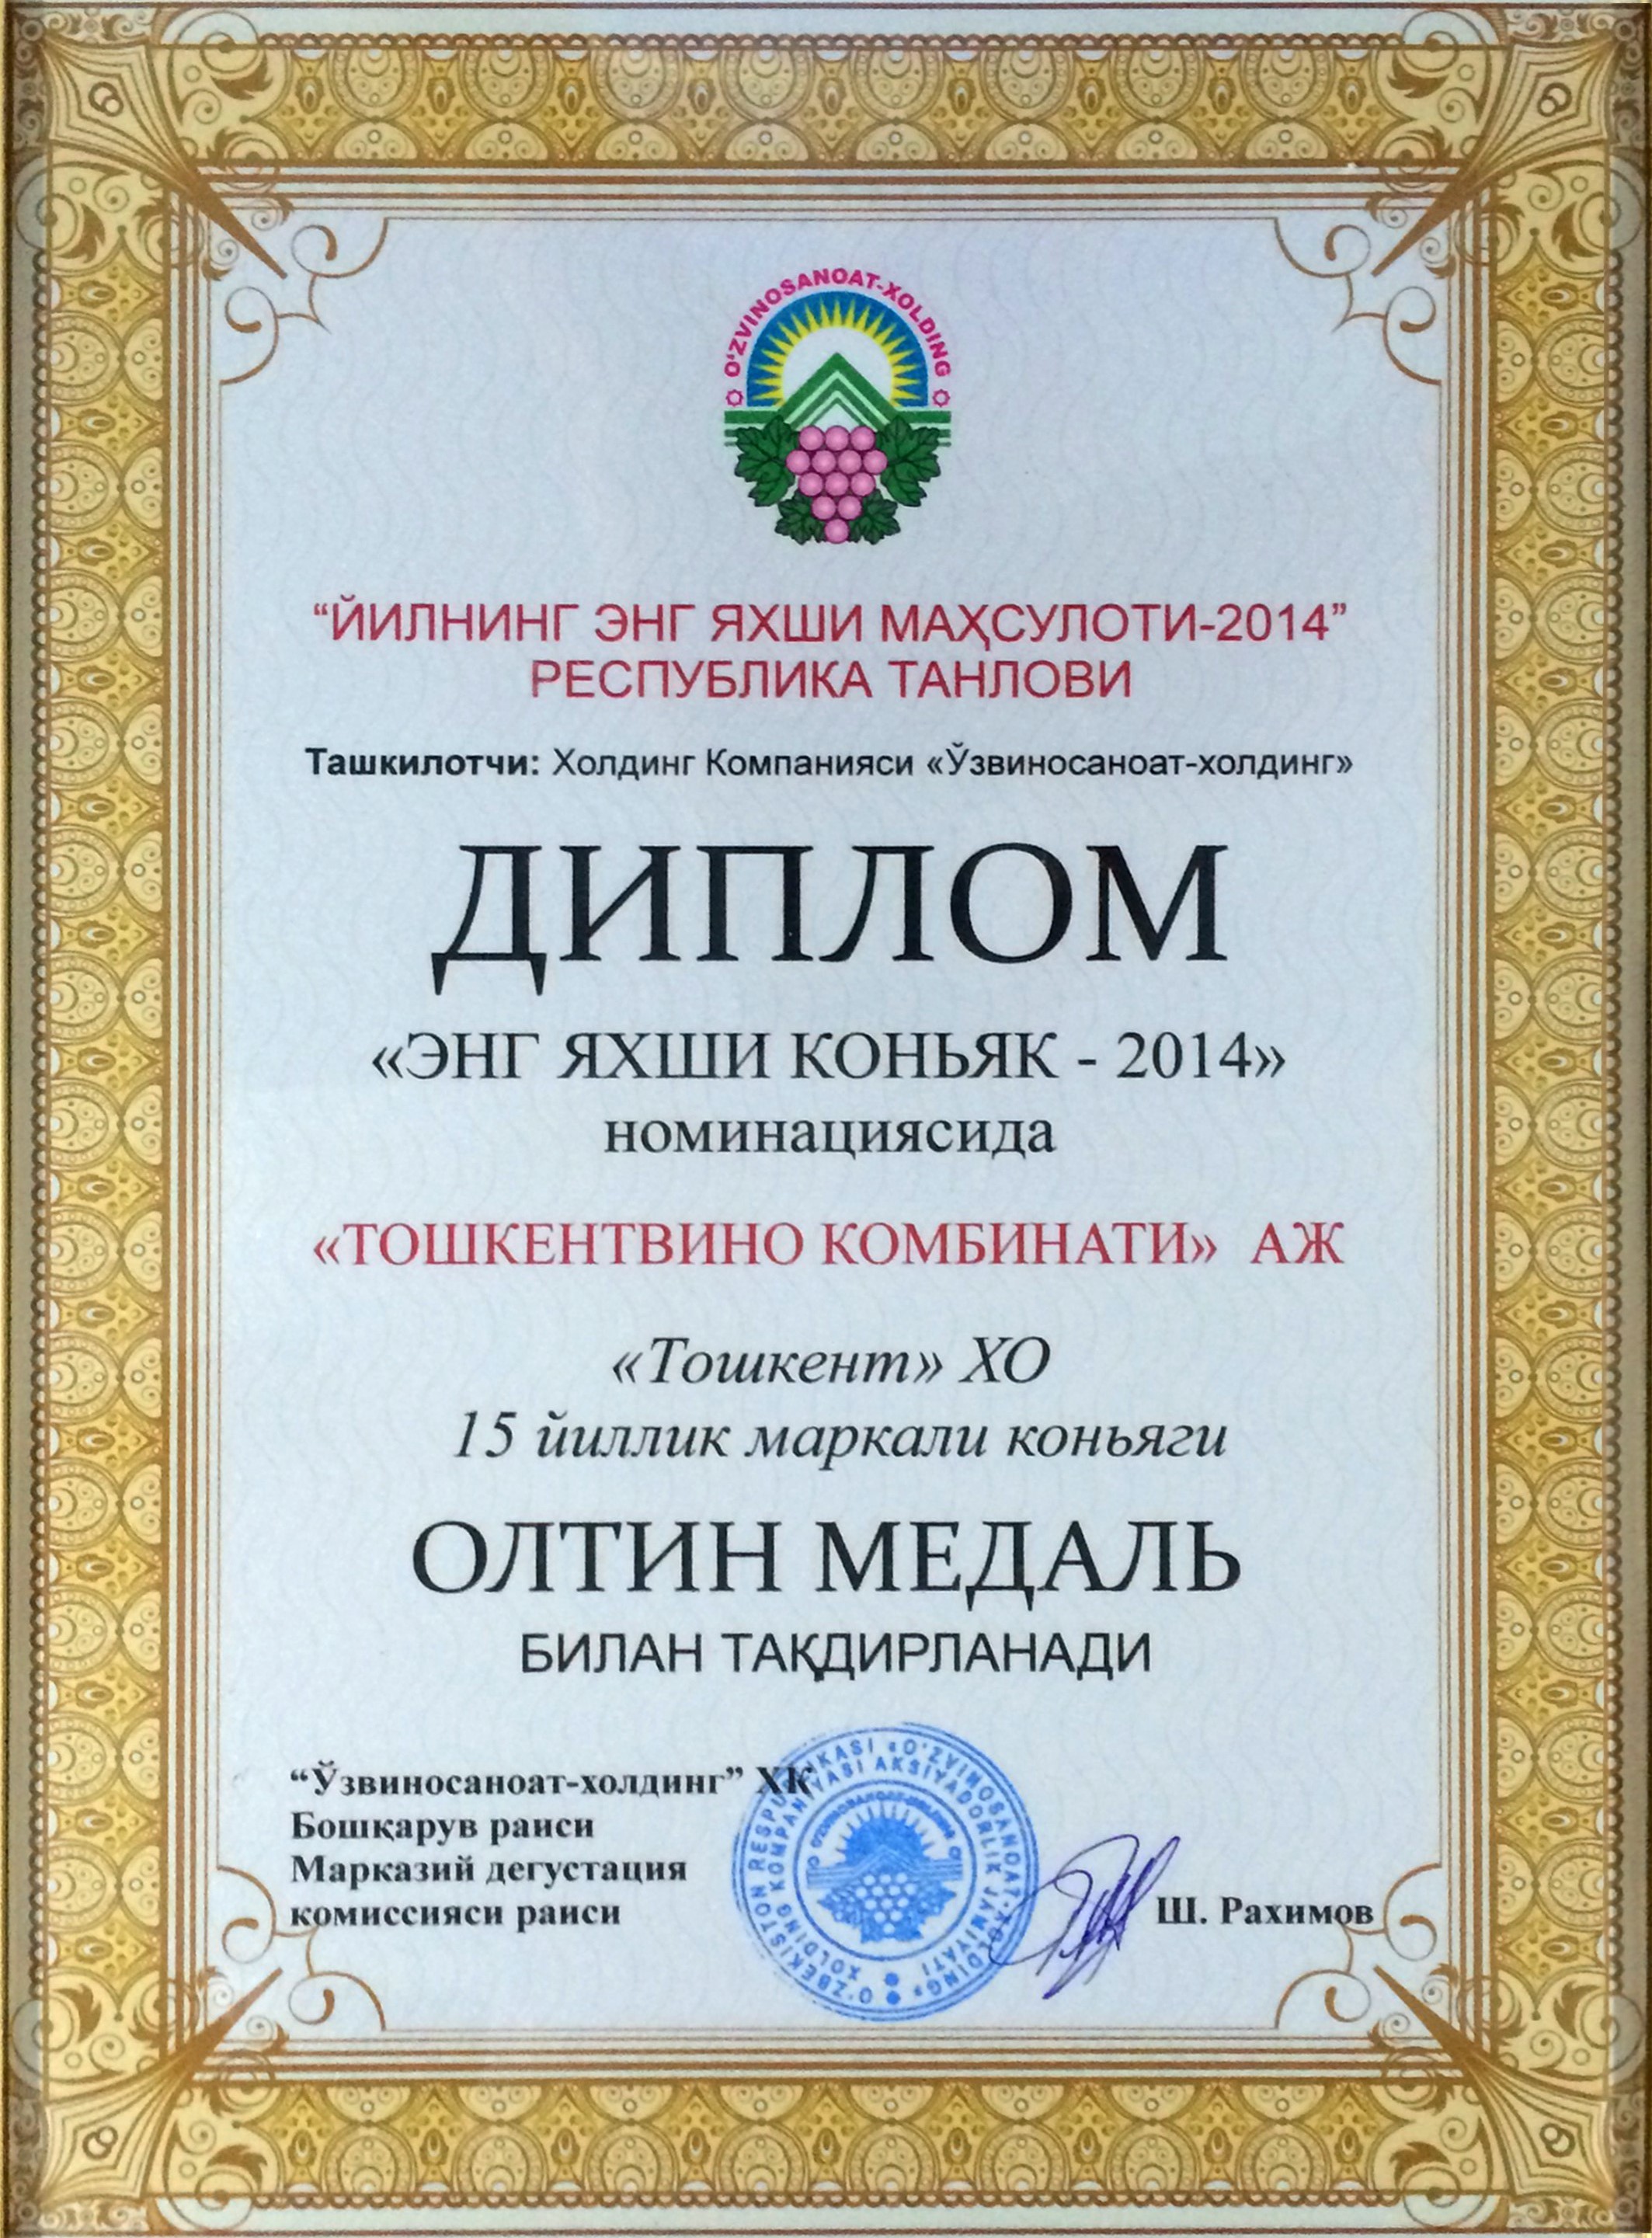 O'ZVINOSANOAT-XOLDING
“ЙИЛНИНГ ЭНГ ЯХШИ МАҲСУЛОТИ-2014”
РЕСПУБЛИКА ТАНЛОВИ
Ташкилотчи: Холдинг Компанияси «Ўзвиносаноат-холдинг»
ДИПЛОМ
«ЭНГ ЯХШИ КОНЬЯК - 2014»
номинациясида
«ТОШКЕНТВИНО КОМБИНАТИ» АЖ
«Тошкент» ХО
15 йиллик маркали коньяги
ОЛТИН МЕДАЛЬ
БИЛАН ТАҚДИРЛАНАДИ
“Ўзвиносаноат-холдинг” ХК
Бошқарув раиси
Марказий дегустация
комиссияси раиси
Ш. Рахимов
O'ZBEKISTON RESPUBLIKASI «O'ZVINOSANOAT-XOLDING»
XOLDING KOMPANIYASI AKSIYADORLIK JAMIYATI
O'ZVINOSANOAT-XOLDING